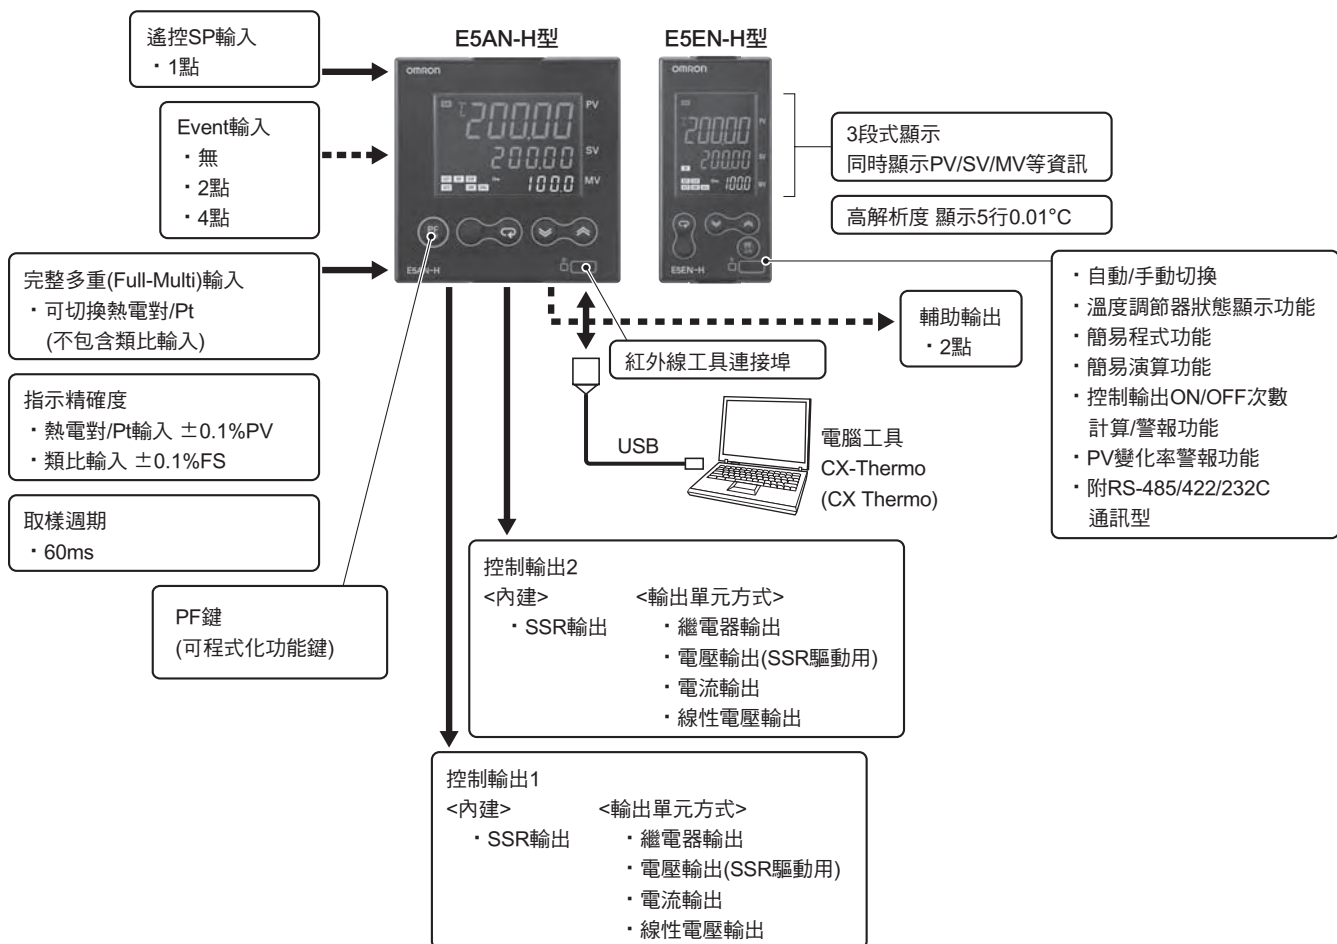 E5AN-H型
E5EN-H型
遙控SP輸入
・1點
Event輸入
・無
・2點
・4點
完整多重(Full-Multi)輸入
・可切換熱電對/Pt
(不包含類比輸入)
指示精確度
・熱電對/Pt輸入 ±0.1%PV
・類比輸入 ±0.1%FS
取樣週期
・60ms
PF鍵
(可程式化功能鍵)
OMRON
℃
200.00
PV
200.00
SV
100.0
MV
PF
E5AN-H
OMRON
200.00
PV
200.00
SV
100.0
MV
E5EN-H
3段式顯示
同時顯示PV/SV/MV等資訊
高解析度 顯示5行0.01°C
・自動/手動切換
・溫度調節器狀態顯示功能
・簡易程式功能
・簡易演算功能
・控制輸出ON/OFF次數
計算/警報功能
・PV變化率警報功能
・附RS-485/422/232C
通訊型
輔助輸出
・2點
紅外線工具連接埠
USB
電腦工具
CX-Thermo
(CX Thermo)
控制輸出2
<內建>
<輸出單元方式>
・SSR輸出
・繼電器輸出
・電壓輸出(SSR驅動用)
・電流輸出
・線性電壓輸出
控制輸出1
<內建>
<輸出單元方式>
・SSR輸出
・繼電器輸出
・電壓輸出(SSR驅動用)
・電流輸出
・線性電壓輸出